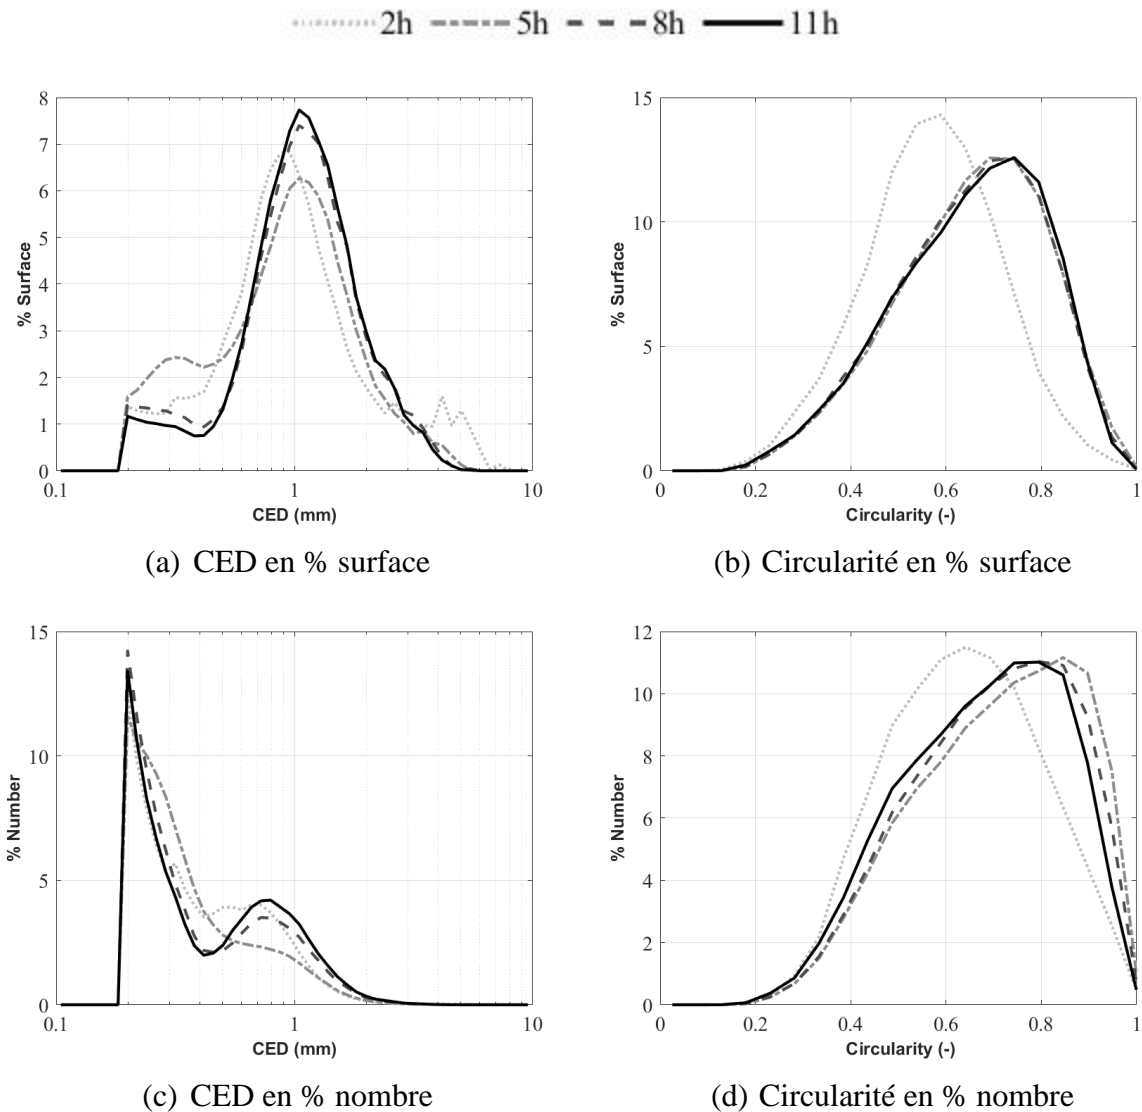 2h 5h 8h 11h
8
7
6
5
4
3
2
1
0
% Surface
0.1 1 10
CED (mm)
(a) CED en % surface
15
10
5
0
% Surface
0 0.2 0.4 0.6 0.8 1
Circularity (-)
(b) Circularité en % surface
15
10
5
0
% Number
0.1 1 10
CED (mm)
(c) CED en % nombre
12
10
8
6
4
2
0
% Number
0 0.2 0.4 0.6 0.8 1
Circularity (-)
(d) Circularité en % nombre